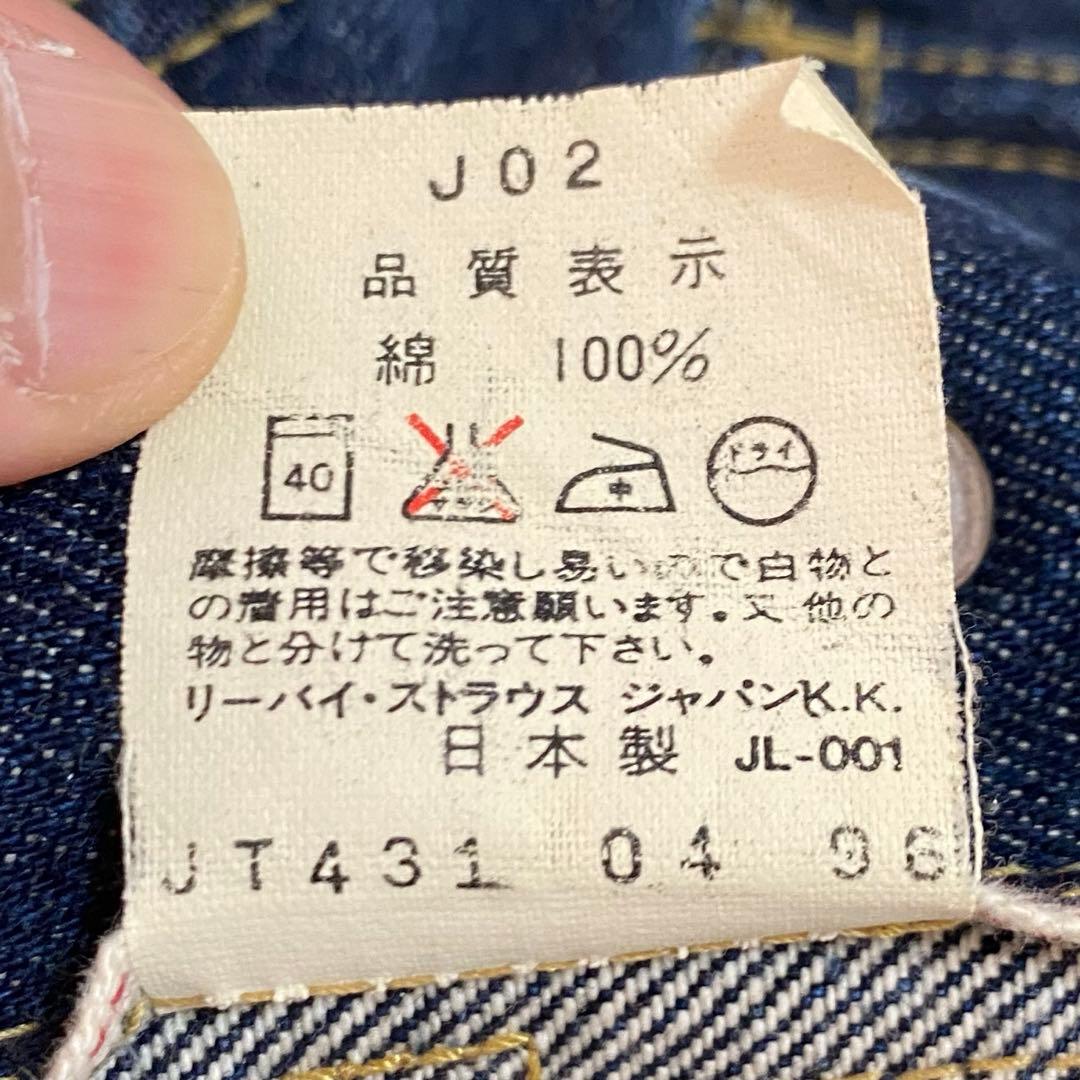 J02
品質表示
綿 100%
40 サラシ 中 ドライ
摩擦等で移染し易いので白物と
の着用はご注意願います。又他の
物と分けて洗って下さい。
リーバイ・ストラウス ジャパンK.K.
日本製 JL-001
JT431 04 96